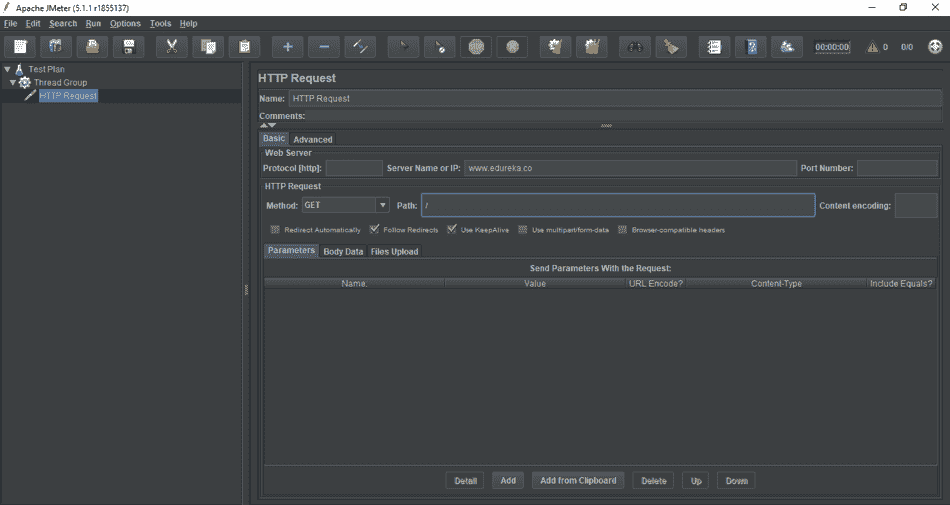 Apache JMeter (5.1.1 r1855137)
File Edit Search Run Options Tools Help
00:00:00 0 0/0
Test Plan
Thread Group
HTTP Request
HTTP Request
Name: HTTP Request
Comments:
Basic Advanced
Web Server
Protocol [http]: Server Name or IP: www.edureka.co Port Number:
HTTP Request
Method: GET Path: / Content encoding:
Redirect Automatically Follow Redirects Use KeepAlive Use multipart/form-data Browser-compatible headers
Parameters Body Data Files Upload
Send Parameters With the Request:
Name: Value URL Encode? Content-Type Include Equals?
Detail Add Add from Clipboard Delete Up Down